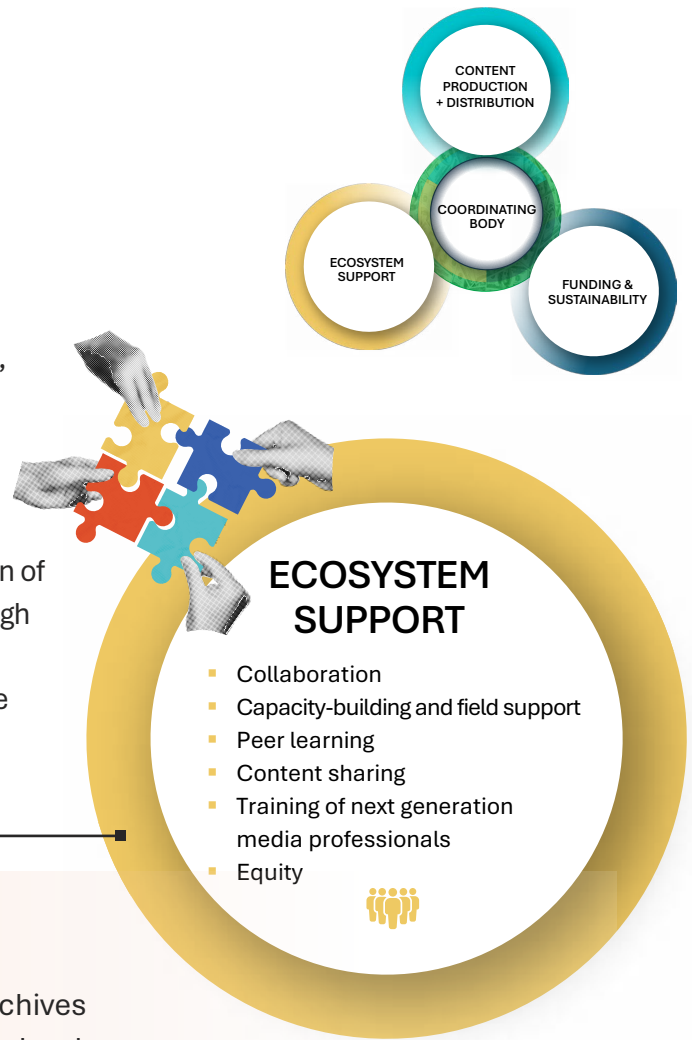 CONTENT
PRODUCTION
+ DISTRIBUTION
COORDINATING
BODY
ECOSYSTEM
SUPPORT
FUNDING &
SUSTAINABILITY
,
n of
gh
e
ECOSYSTEM
SUPPORT
Collaboration
Capacity-building and field support
Peer learning
Content sharing
Training of next generation
media professionals
Equity
chives